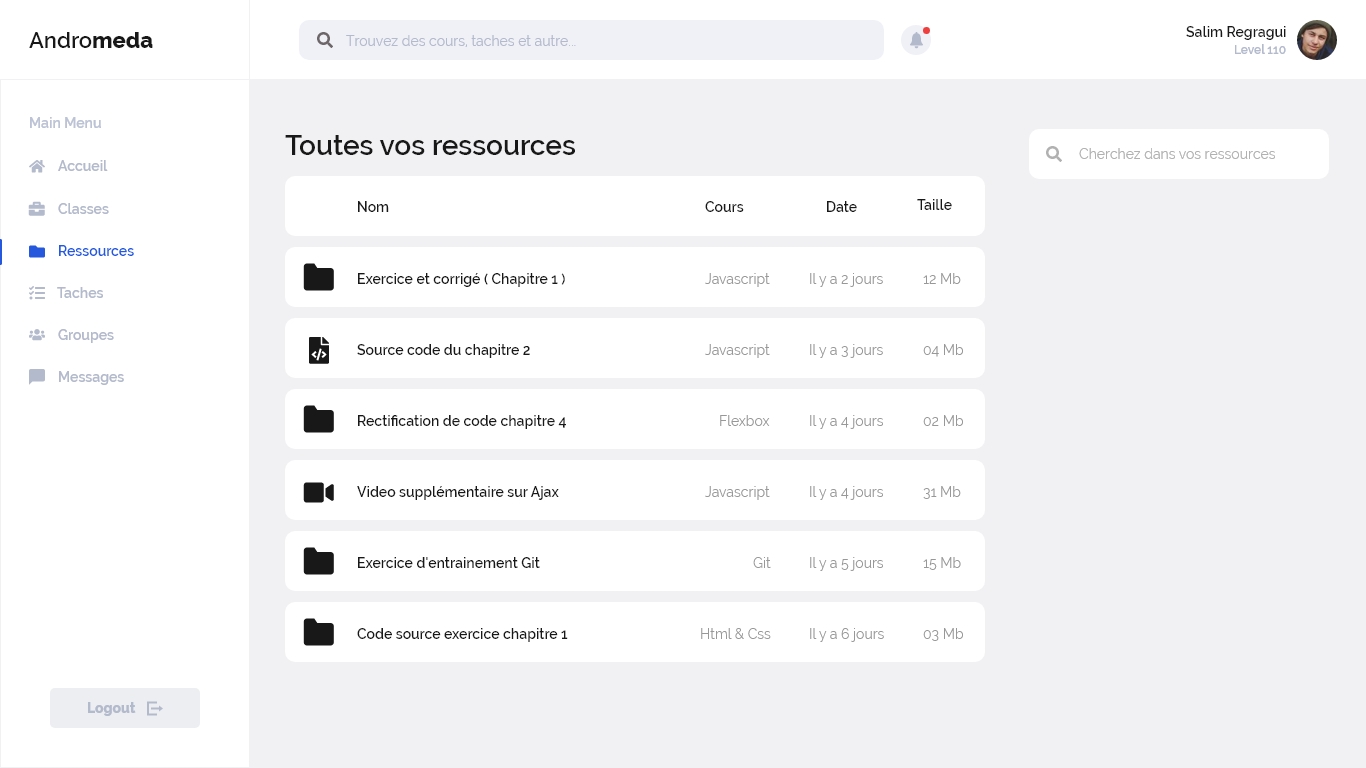 Andromeda
Trouvez des cours, taches et autre...
Salim Regragui
Level 110
Main Menu
Accueil
Classes
Ressources
Taches
Groupes
Messages
Logout
Toutes vos ressources
Cherchez dans vos ressources
Nom Cours Date Taille
Exercice et corrigé ( Chapitre 1 ) Javascript Il y a 2 jours 12 Mb
Source code du chapitre 2 Javascript Il y a 3 jours 04 Mb
Rectification de code chapitre 4 Flexbox Il y a 4 jours 02 Mb
Video supplémentaire sur Ajax Javascript Il y a 4 jours 31 Mb
Exercice d'entrainement Git Git Il y a 5 jours 15 Mb
Code source exercice chapitre 1 Html & Css Il y a 6 jours 03 Mb